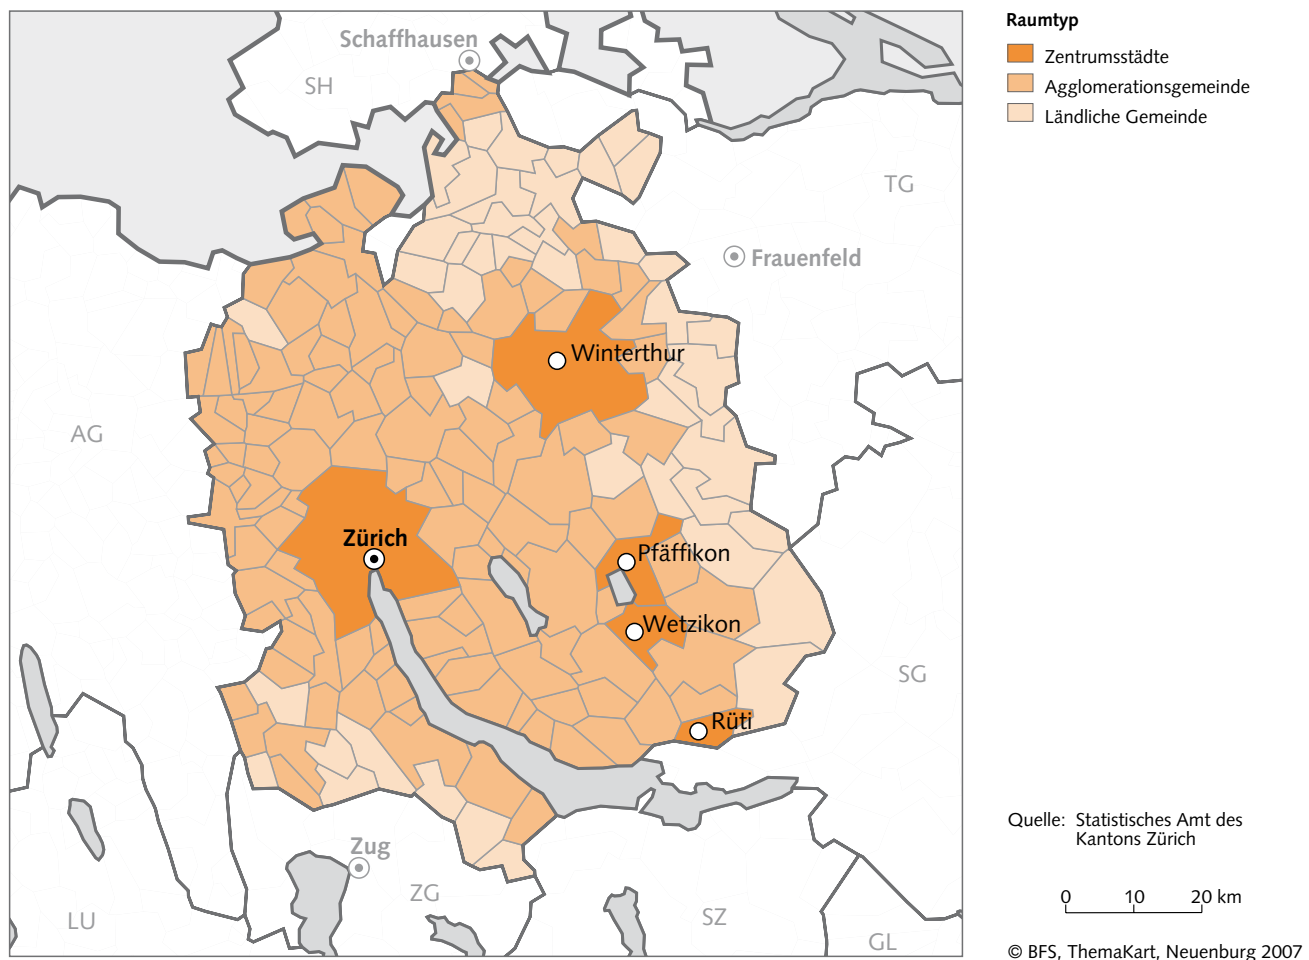 Schaffhausen
SH
TG
Frauenfeld
Winterthur
AG
Zürich
Pfäffikon
Wetzikon
SG
Rüti
Zug
ZG
LU
SZ
GL
Raumtyp
Zentrumsstädte
Agglomerationsgemeinde
Ländliche Gemeinde
Quelle: Statistisches Amt des
Kantons Zürich
0 10 20 km
© BFS, ThemaKart, Neuenburg 2007